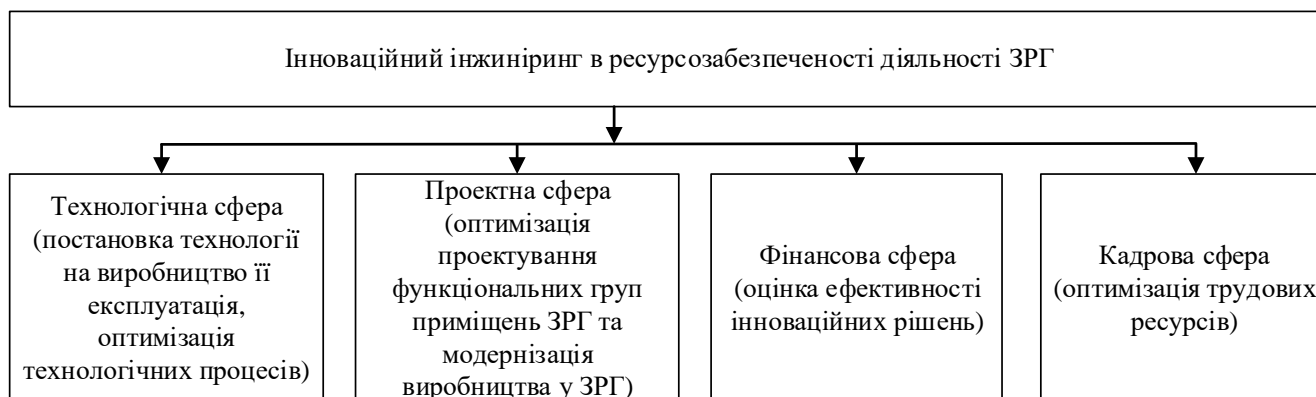 Інноваційний інжиніринг в ресурсозабезпеченості діяльності ЗРГ
Технологічна сфера
(постановка технології
на виробництво її
експлуатація,
оптимізація
технологічних процесів)
Проектна сфера
(оптимізація
проектування
функціональних груп
приміщень ЗРГ та
модернізація
виробництва у ЗРГ)
Фінансова сфера
(оцінка ефективності
інноваційних рішень)
Кадрова сфера
(оптимізація трудових
ресурсів)